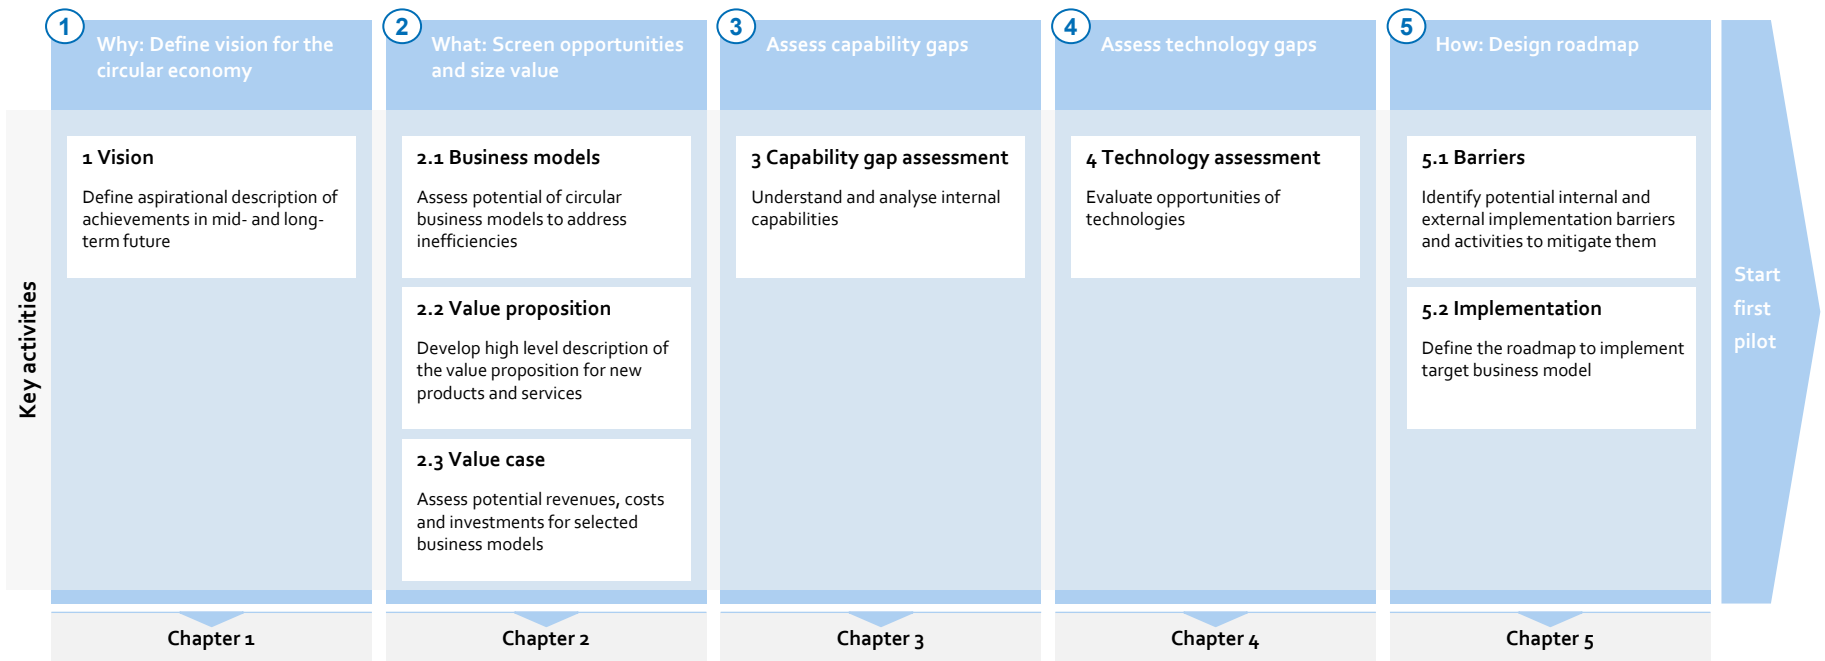 1
Why: Define vision for the
circular economy
2
What: Screen opportunities
and size value
3
Assess capability gaps
4
Assess technology gaps
5
How: Design roadmap
Key activities
1 Vision
Define aspirational description of
achievements in mid- and long-
term future
2.1 Business models
Assess potential of circular
business models to address
inefficiencies
2.2 Value proposition
Develop high level description of
the value proposition for new
products and services
2.3 Value case
Assess potential revenues, costs
and investments for selected
business models
3 Capability gap assessment
Understand and analyse internal
capabilities
4 Technology assessment
Evaluate opportunities of
technologies
5.1 Barriers
Identify potential internal and
external implementation barriers
and activities to mitigate them
5.2 Implementation
Define the roadmap to implement
target business model
Start
first
pilot
Chapter 1
Chapter 2
Chapter 3
Chapter 4
Chapter 5